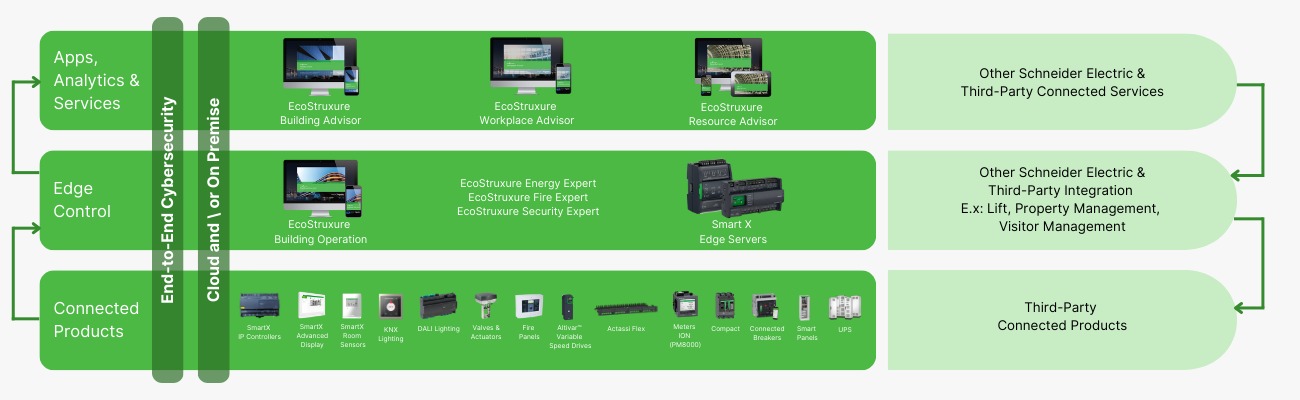 Apps,
Analytics &
Services
End-to-End Cybersecurity
Cloud and \ or On Premise
EcoStruxure
Building Advisor
EcoStruxure
Workplace Advisor
EcoStruxure
Resource Advisor
Other Schneider Electric &
Third-Party Connected Services
Edge
Control
EcoStruxure
Building Operation
EcoStruxure Energy Expert
EcoStruxure Fire Expert
EcoStruxure Security Expert
Smart X
Edge Servers
Other Schneider Electric &
Third-Party Integration
E.x: Lift, Property Management,
Visitor Management
Connected
Products
SmartX
IP Controllers
SmartX
Advanced
Display
SmartX
Room
Sensors
KNX
Lighting
DALI Lighting
Valves &
Actuators
Fire
Panels
Altivar™
Variable
Speed Drives
Actassi Flex
Meters
ION
(PM8000)
Compact
Connected
Breakers
Smart
Panels
UPS
Third-Party
Connected Products